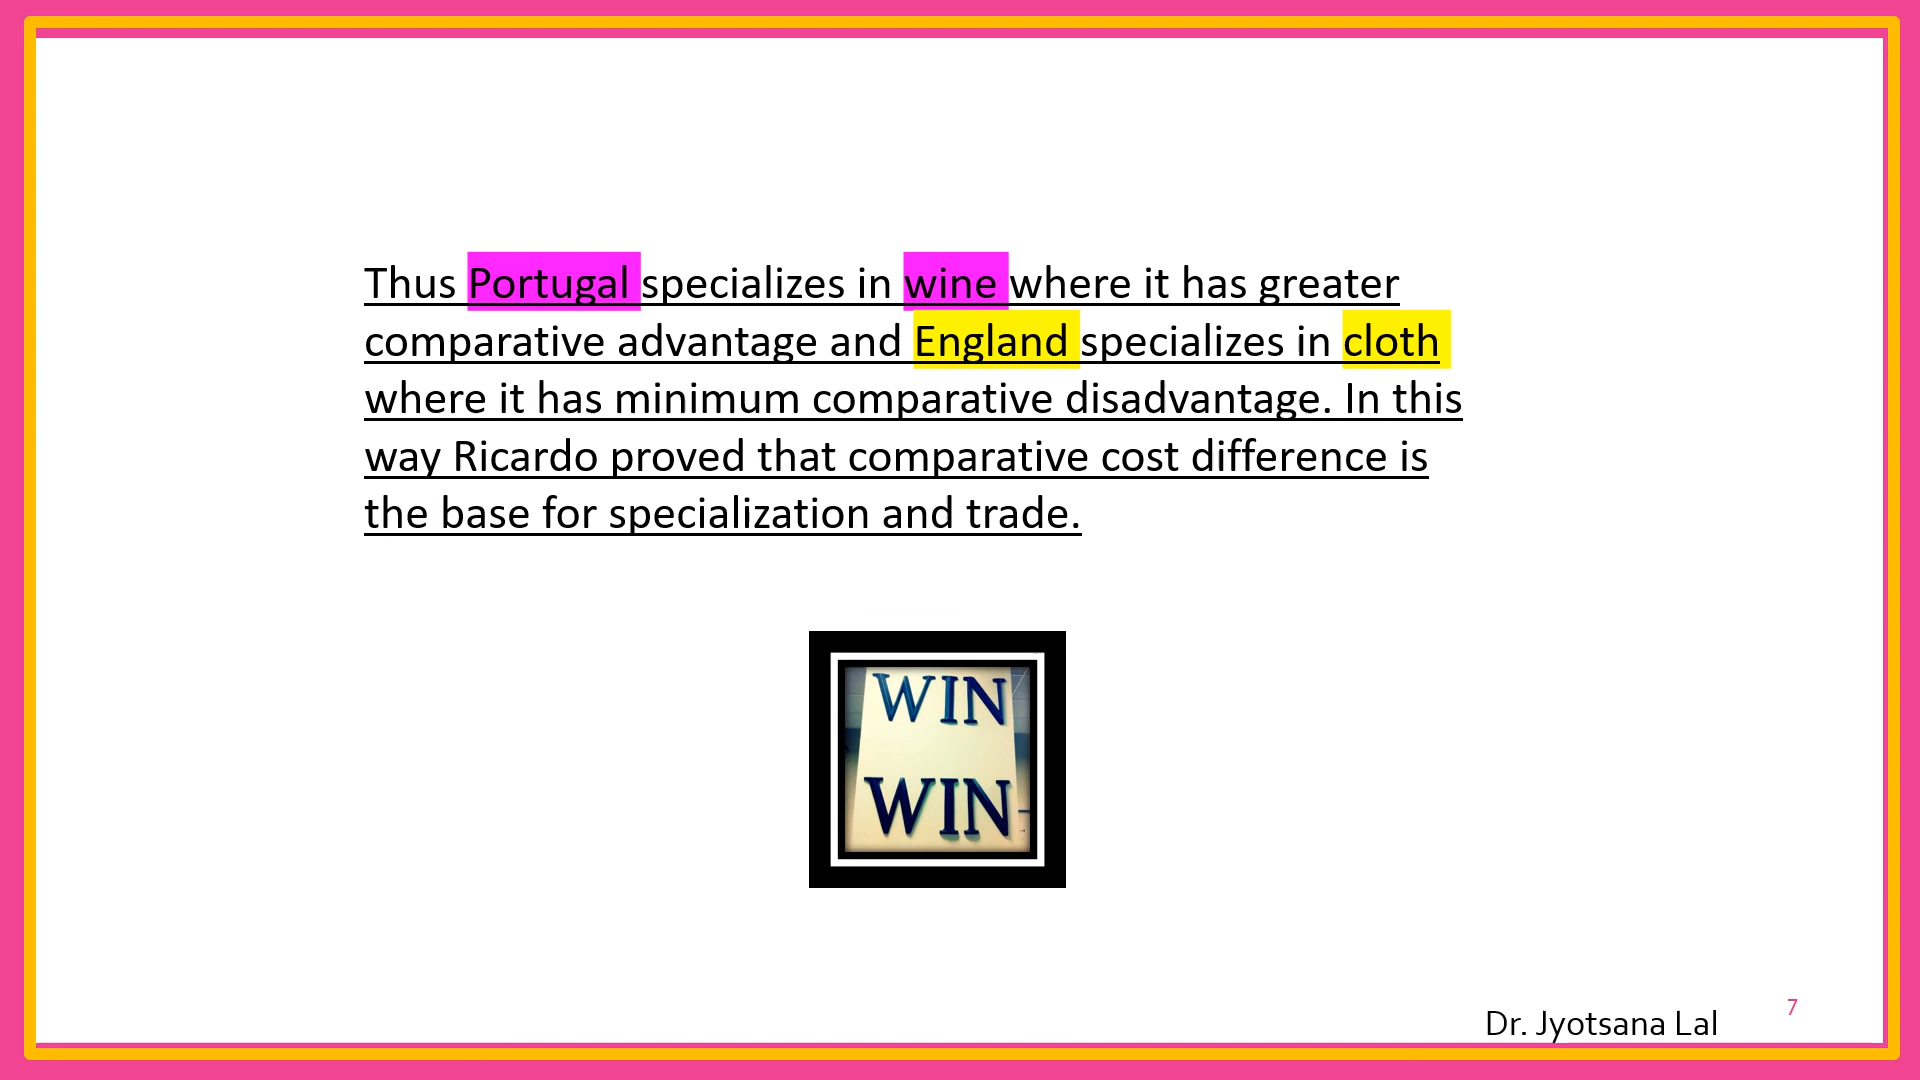 Thus Portugal specializes in wine where it has greater
comparative advantage and England specializes in cloth
where it has minimum comparative disadvantage. In this
way Ricardo proved that comparative cost difference is
the base for specialization and trade.
WIN
WIN
Dr. Jyotsana Lal
7